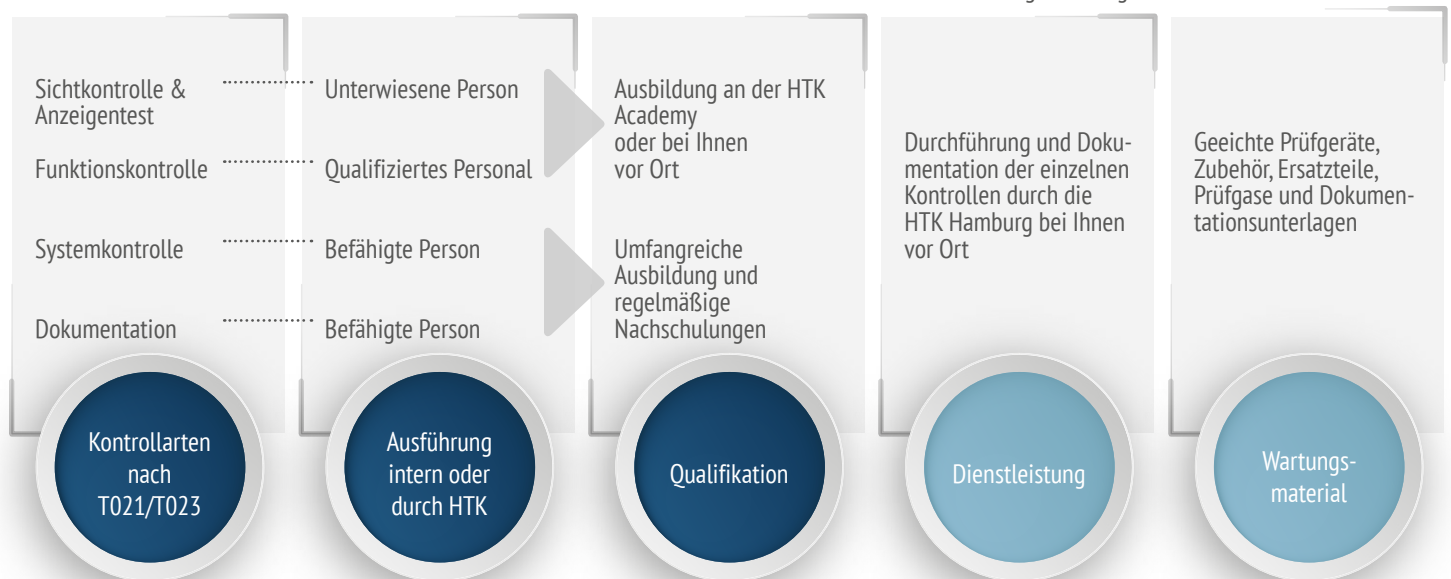 Sichtkontrolle &
Anzeigentest
Unterwiesene Person
Funktionskontrolle
Qualifiziertes Personal
Systemkontrolle
Befähigte Person
Dokumentation
Befähigte Person
Ausbildung an der HTK
Academy
oder bei Ihnen
vor Ort
Umfangreiche
Ausbildung und
regelmäßige
Nachschulungen
Durchführung und Doku-
mentation der einzelnen
Kontrollen durch die
HTK Hamburg bei Ihnen
vor Ort
Geeichte Prüfgeräte,
Zubehör, Ersatzteile,
Prüfgase und Dokumen-
tationsunterlagen
Kontrollarten
nach
T021/T023
Ausführung
intern oder
durch HTK
Qualifikation
Dienstleistung
Wartungs-
material